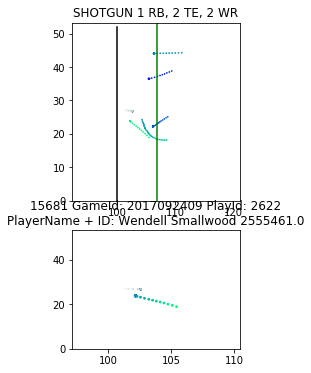 SHOTGUN 1 RB, 2 TE, 2 WR
50
40
30
20
10
0
100 110 120
15681 GameId: 2017092409 PlayId: 2622
PlayerName + ID: Wendell Smallwood 2555461.0
40
20
0
100 105 110